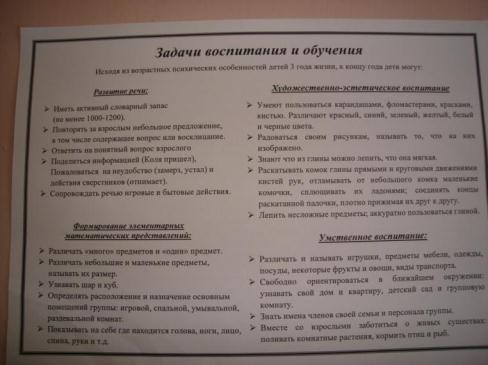 Задачи воспитания и обучения
Исходя из возрастных психических особенностей детей 3 года жизни, к концу года дети могут:
Развитие речи:
Иметь активный словарный запас
(не менее 1000-1200).
Повторять за взрослым небольшое предложение,
в том числе содержащее вопрос или восклицание.
Ответить на понятный вопрос взрослого
Поделиться информацией (Коля пришел),
Пожаловаться на неудобство (замерз, устал) и
действия сверстников (отнимает).
Сопровождать речью игровые и бытовые действия.
Формирование элементарных
математических представлений:
Различать «много» предметов и «один» предмет.
Различать небольшие и маленькие предметы,
называть их размер.
Узнавать шар и куб.
Определять расположение и назначение основным
помещений группы: игровой, спальной, умывальной,
раздевальной комнат.
Показывать на себе где находится голова, ноги, лицо,
спина, руки и т.д.
Художественно-эстетическое воспитание
Умеют пользоваться карандашами, фломастерами, красками,
кистью. Различают красный, синий, зеленый, желтый, белый
и черные цвета.
Радоваться своим рисункам, называть то, что на них
изображено.
Знают что из глины можно лепить, что она мягкая.
Раскатывать комок глины прямыми и круговыми движениями
кистей рук, отламывать от небольшого комка маленькие
комочки, сплющивать их ладонями; соединять концы
раскатанной палочки, плотно прижимая их друг к другу.
Лепить несложные предметы; аккуратно пользоваться глиной.
Умственное воспитание:
Различать и называть игрушки, предметы мебели, одежды,
посуды, некоторые фрукты и овощи, виды транспорта.
Свободно ориентироваться в ближайшем окружении:
узнавать свой дом и квартиру, детский сад и групповую
комнату.
Знать имена членов своей семьи и персонала группы.
Вместе со взрослыми заботиться о живых существах:
поливать комнатные растения, кормить птиц и рыб.